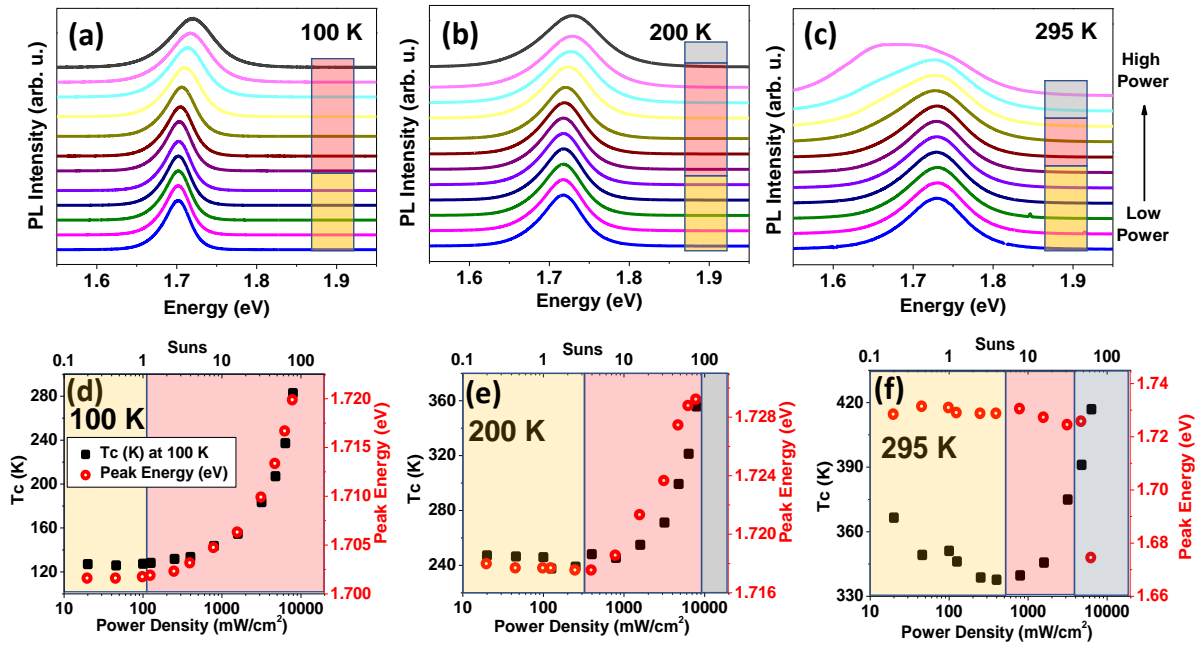 (a)
100 K
PL Intensity (arb. u.)
1.6 1.7 1.8 1.9
Energy (eV)
(b)
200 K
PL Intensity (arb. u.)
1.6 1.7 1.8 1.9
Energy (eV)
(c)
295 K
PL Intensity (arb. u.)
1.6 1.7 1.8 1.9
Energy (eV)
High
Power
Low
Power
Suns
0.1 1 10 100
(d)
100 K
Tc (K) at 100 K
Peak Energy (eV)
Tc (K)
280
240
200
160
120
Peak Energy (eV)
1.720
1.715
1.710
1.705
1.700
10 100 1000 10000
Power Density (mW/cm²)
Suns
0.1 1 10 100
(e)
200 K
Tc (K)
360
320
280
240
Peak Energy (eV)
1.728
1.724
1.720
1.716
10 100 1000 10000
Power Density (mW/cm²)
Suns
0.1 1 10 100
(f)
295 K
Tc (K)
420
390
360
330
Peak Energy (eV)
1.74
1.72
1.70
1.68
1.66
10 100 1000 10000
Power Density (mW/cm²)